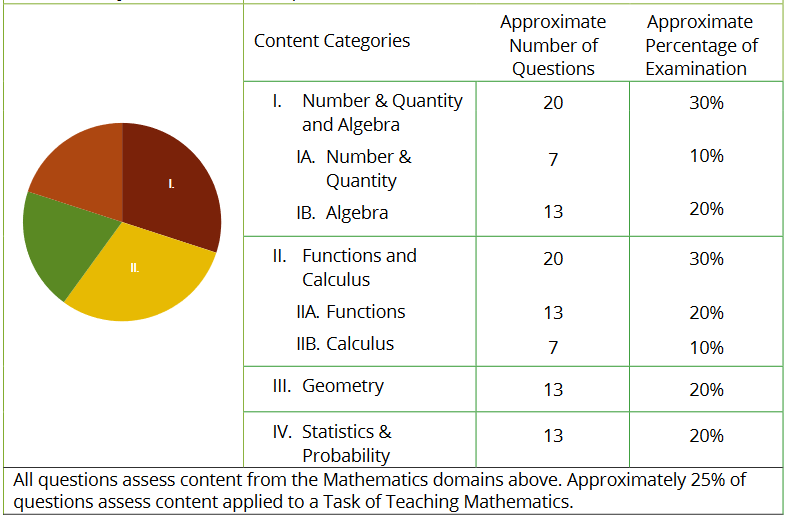 I.
II.
Content Categories
Approximate
Number of
Questions
Approximate
Percentage of
Examination
I. Number & Quantity
and Algebra
20
30%
IA. Number &
Quantity
7
10%
IB. Algebra
13
20%
II. Functions and
Calculus
20
30%
IIA. Functions
13
20%
IIB. Calculus
7
10%
III. Geometry
13
20%
IV. Statistics &
Probability
13
20%
All questions assess content from the Mathematics domains above. Approximately 25% of
questions assess content applied to a Task of Teaching Mathematics.